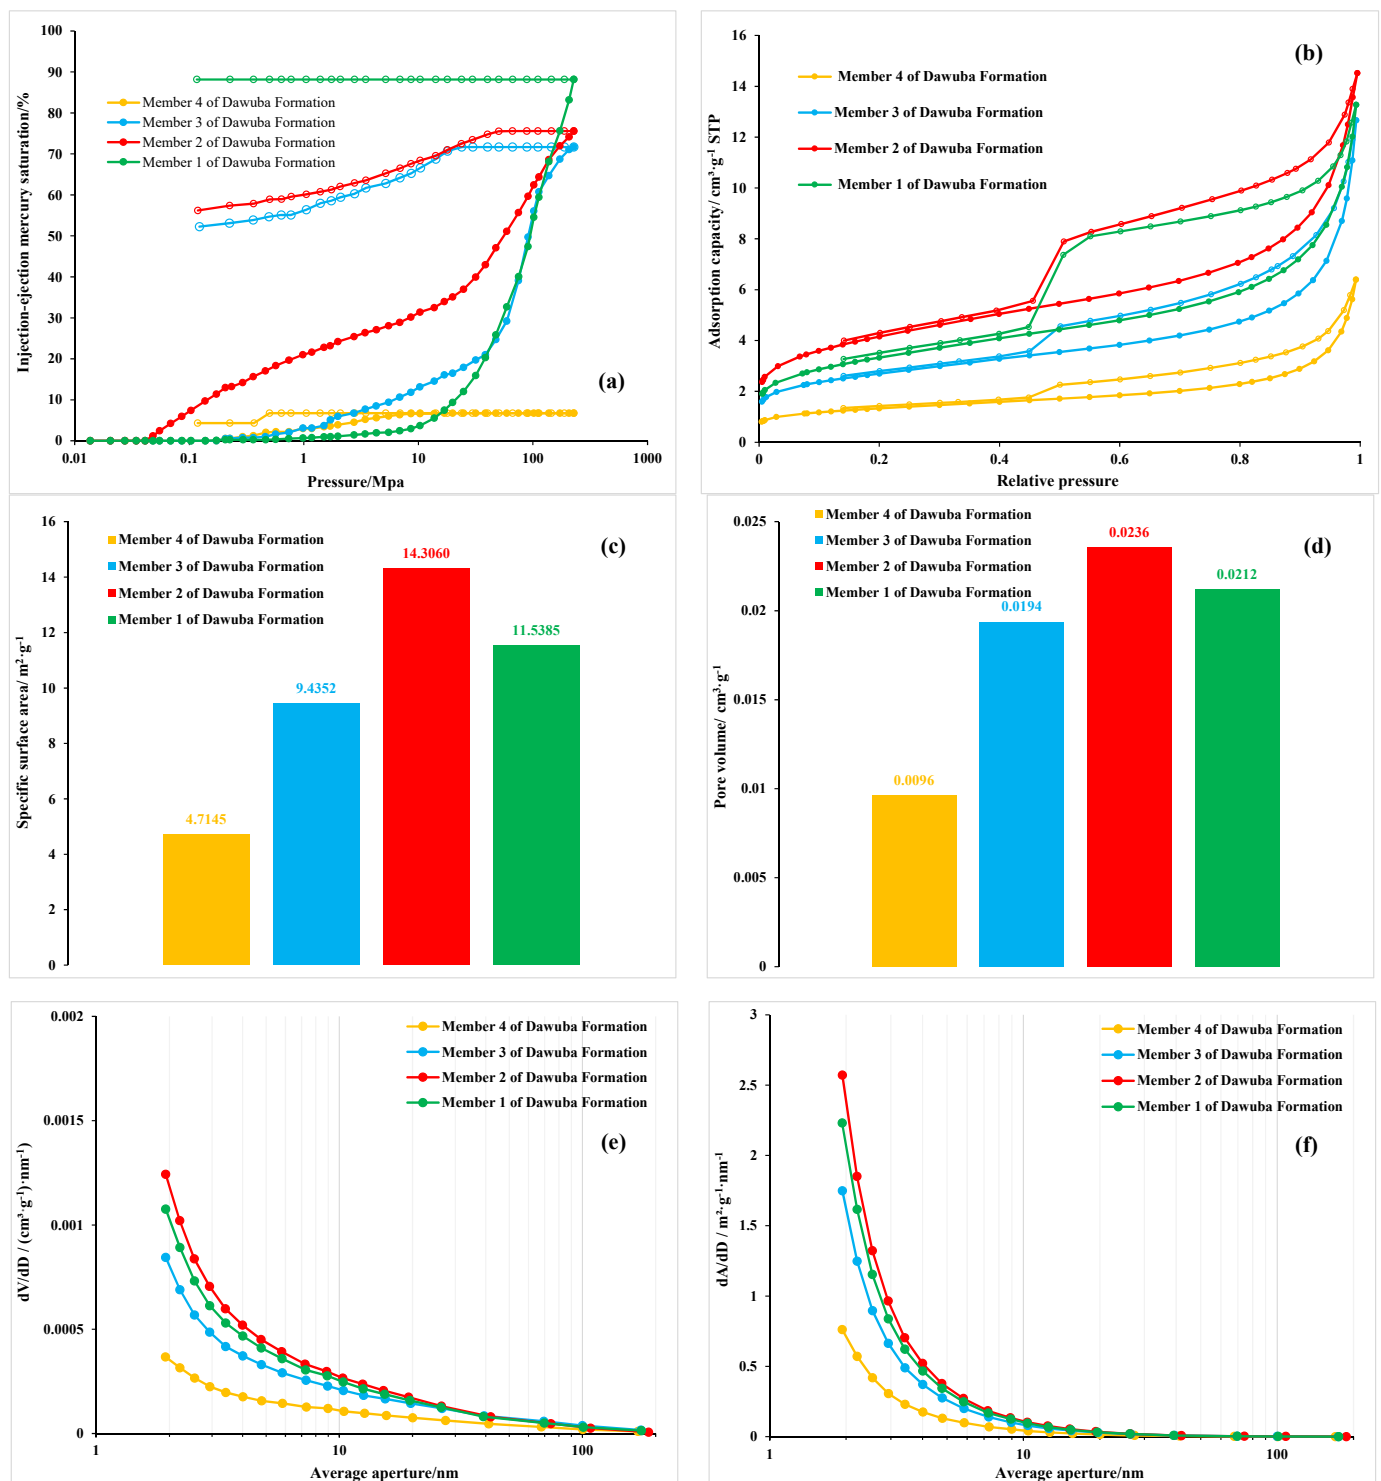 Injection-ejection mercury saturation/%
100
90
80
70
60
50
40
30
20
10
0
Member 4 of Dawuba Formation
Member 3 of Dawuba Formation
Member 2 of Dawuba Formation
Member 1 of Dawuba Formation
(a)
0.01
0.1
1
10
100
1000
Pressure/Mpa
Adsorption capacity/ cm³·g⁻¹ STP
16
14
12
10
8
6
4
2
0
Member 4 of Dawuba Formation
Member 3 of Dawuba Formation
Member 2 of Dawuba Formation
Member 1 of Dawuba Formation
(b)
0
0.2
0.4
0.6
0.8
1
Relative pressure
Specific surface area/ m²·g⁻¹
16
14
12
10
8
6
4
2
0
Member 4 of Dawuba Formation
Member 3 of Dawuba Formation
Member 2 of Dawuba Formation
Member 1 of Dawuba Formation
(c)
4.7145
9.4352
14.3060
11.5385
Pore volume/ cm³·g⁻¹
0.025
0.02
0.015
0.01
0.005
0
Member 4 of Dawuba Formation
Member 3 of Dawuba Formation
Member 2 of Dawuba Formation
Member 1 of Dawuba Formation
(d)
0.0096
0.0194
0.0236
0.0212
dV/dD / (cm³·g⁻¹)·nm⁻¹
0.002
0.0015
0.001
0.0005
0
Member 4 of Dawuba Formation
Member 3 of Dawuba Formation
Member 2 of Dawuba Formation
Member 1 of Dawuba Formation
(e)
1
10
100
Average aperture/nm
dA/dD / m²·g⁻¹·nm⁻¹
3
2.5
2
1.5
1
0.5
0
Member 4 of Dawuba Formation
Member 3 of Dawuba Formation
Member 2 of Dawuba Formation
Member 1 of Dawuba Formation
(f)
1
10
100
Average aperture/nm